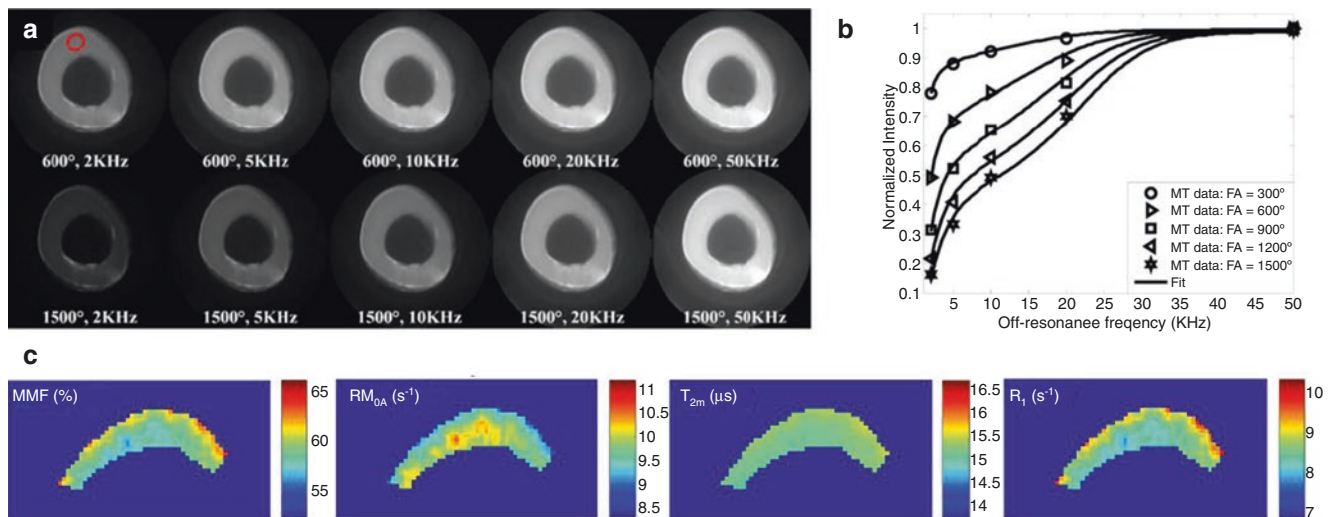 a
600°, 2KHz 600°, 5KHz 600°, 10KHz 600°, 20KHz 600°, 50KHz
1500°, 2KHz 1500°, 5KHz 1500°, 10KHz 1500°, 20KHz 1500°, 50KHz
b
Normalized Intensity
1
0.9
0.8
0.7
0.6
0.5
0.4
0.3
0.2
0.1
MT data: FA = 300°
MT data: FA = 600°
MT data: FA = 900°
MT data: FA = 1200°
MT data: FA = 1500°
Fit
5 10 15 20 25 30 35 40 45 50
Off-resonanee freqency (KHz)
c
MMF (%)
65
60
55
RM0A (s-1)
11
10.5
10
9.5
9
8.5
T2m (μs)
16.5
16
15.5
15
14.5
14
R1 (s-1)
10
9
8
7